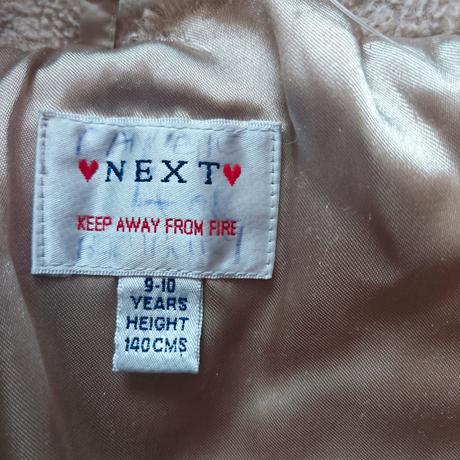 ♥NEXT♥
KEEP AWAY FROM FIRE
9-10
YEARS
HEIGHT
140CMS